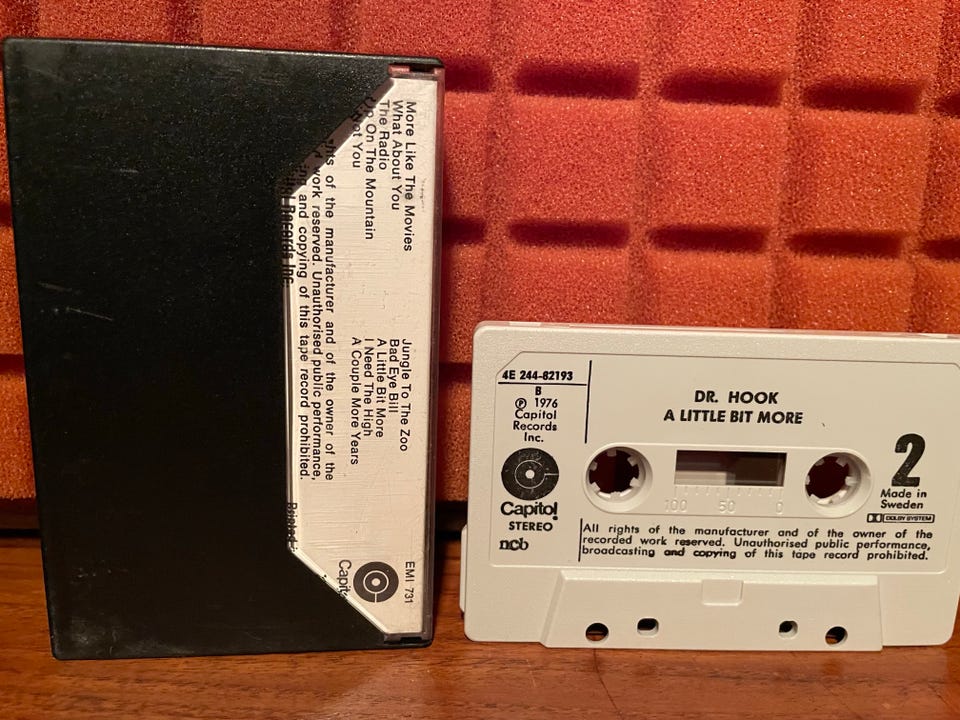 More Like The Movies
What About You
The Radio
Up On The Mountain
You
Jungle To The Zoo
Bad Eye Bill
A Little Bit More
I Need The High
A Couple More Years
of the manufacturer and of the owner of the
work reserved. Unauthorised public performance,
and copying of this tape record prohibited.
Records Inc.
EMI 731
4E 244-82193
B
℗ 1976
Capitol
Records
Inc.
Capitol
STEREO
ncb
DR. HOOK
A LITTLE BIT MORE
100 50 0
2
Made in
Sweden
DOLBY SYSTEM
All rights of the manufacturer and of the owner of the
recorded work reserved. Unauthorised public performance,
broadcasting and copying of this tape record prohibited.